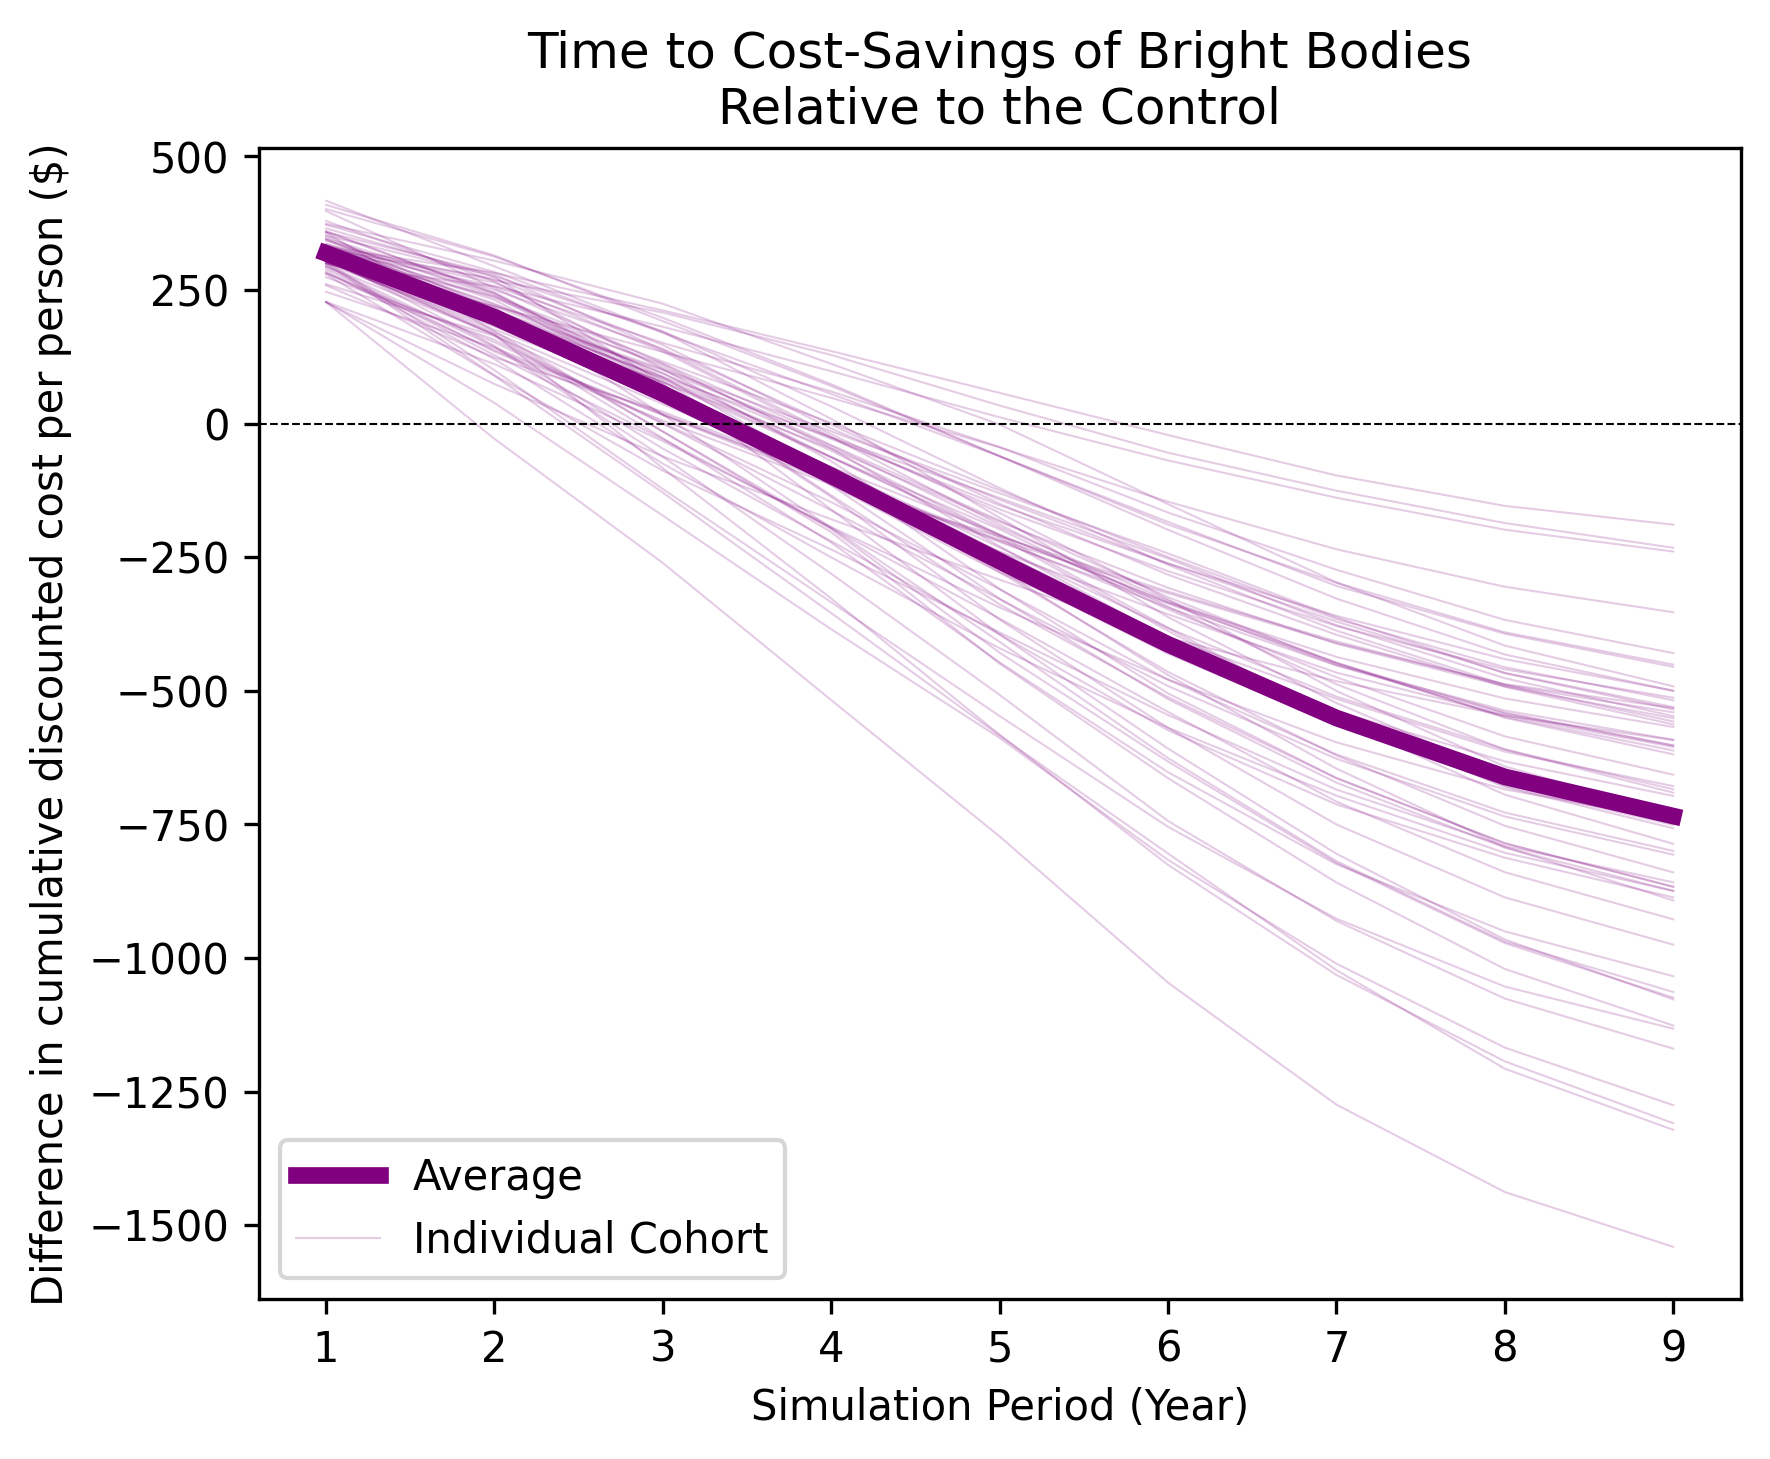 Time to Cost-Savings of Bright Bodies
Relative to the Control
Difference in cumulative discounted cost per person ($)
500
250
0
−250
−500
−750
−1000
−1250
−1500
Average
Individual Cohort
1 2 3 4 5 6 7 8 9
Simulation Period (Year)